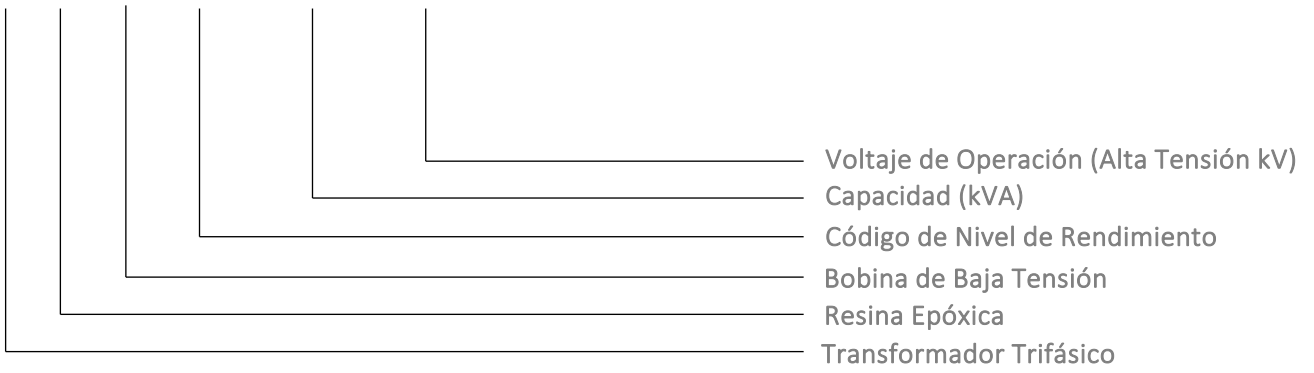 Voltaje de Operación (Alta Tensión kV)
Capacidad (kVA)
Código de Nivel de Rendimiento
Bobina de Baja Tensión
Resina Epóxica
Transformador Trifásico